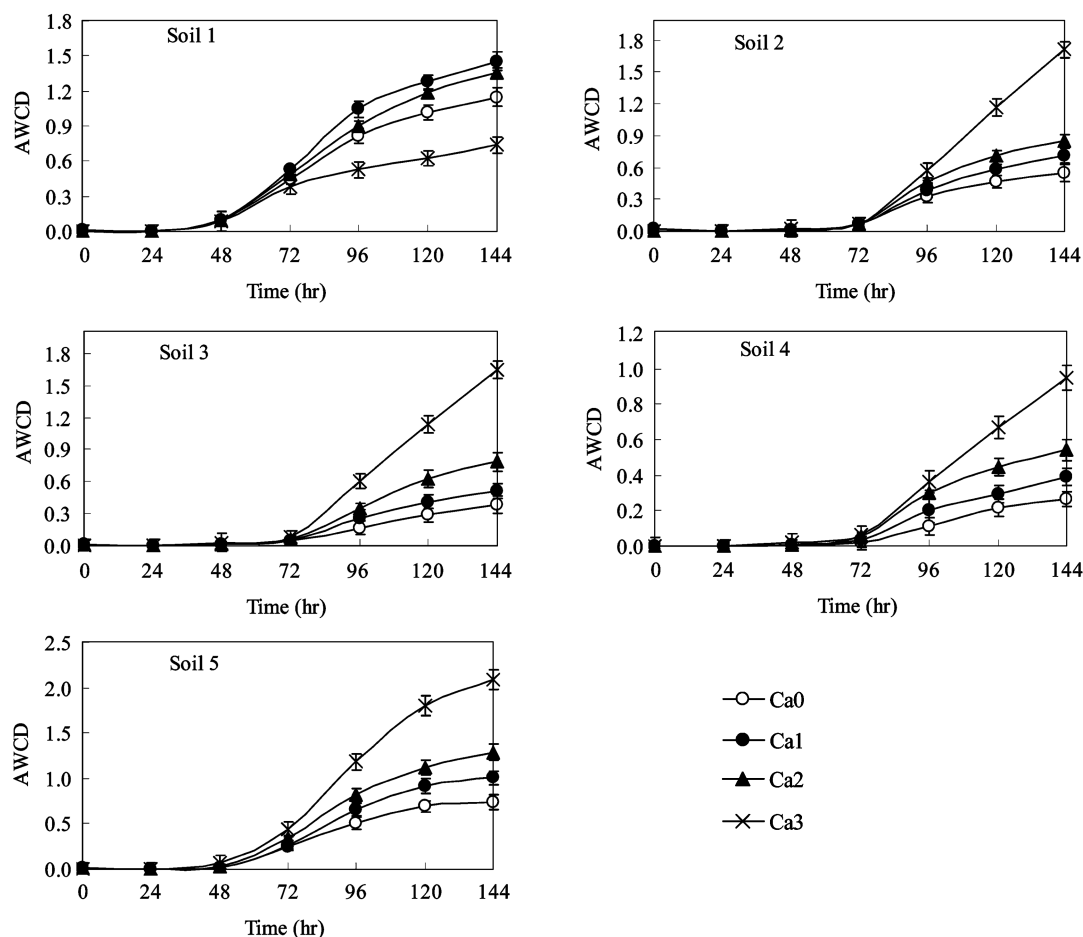 Soil 1
AWCD
1.8
1.5
1.2
0.9
0.6
0.3
0.0
0 24 48 72 96 120 144
Time (hr)
Soil 2
AWCD
1.8
1.5
1.2
0.9
0.6
0.3
0.0
0 24 48 72 96 120 144
Time (hr)
Soil 3
AWCD
1.8
1.5
1.2
0.9
0.6
0.3
0.0
0 24 48 72 96 120 144
Time (hr)
Soil 4
AWCD
1.2
1.0
0.8
0.6
0.4
0.2
0.0
0 24 48 72 96 120 144
Time (hr)
Soil 5
AWCD
2.5
2.0
1.5
1.0
0.5
0.0
0 24 48 72 96 120 144
Time (hr)
Ca0
Ca1
Ca2
Ca3